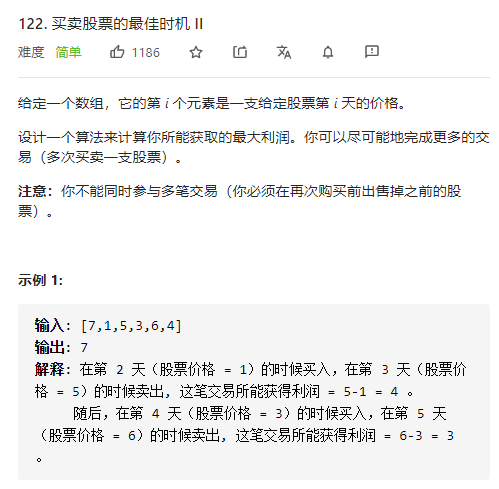 122. 买卖股票的最佳时机 II
难度 简单 1186
给定一个数组，它的第 i 个元素是一支给定股票第 i 天的价格。
设计一个算法来计算你所能获取的最大利润。你可以尽可能地完成更多的交
易（多次买卖一支股票）。
注意：你不能同时参与多笔交易（你必须在再次购买前出售掉之前的股
票）。
示例 1:
输入: [7,1,5,3,6,4]
输出: 7
解释: 在第 2 天（股票价格 = 1）的时候买入，在第 3 天（股票价
格 = 5）的时候卖出, 这笔交易所能获得利润 = 5-1 = 4 。
随后，在第 4 天（股票价格 = 3）的时候买入，在第 5 天
（股票价格 = 6）的时候卖出, 这笔交易所能获得利润 = 6-3 = 3
。